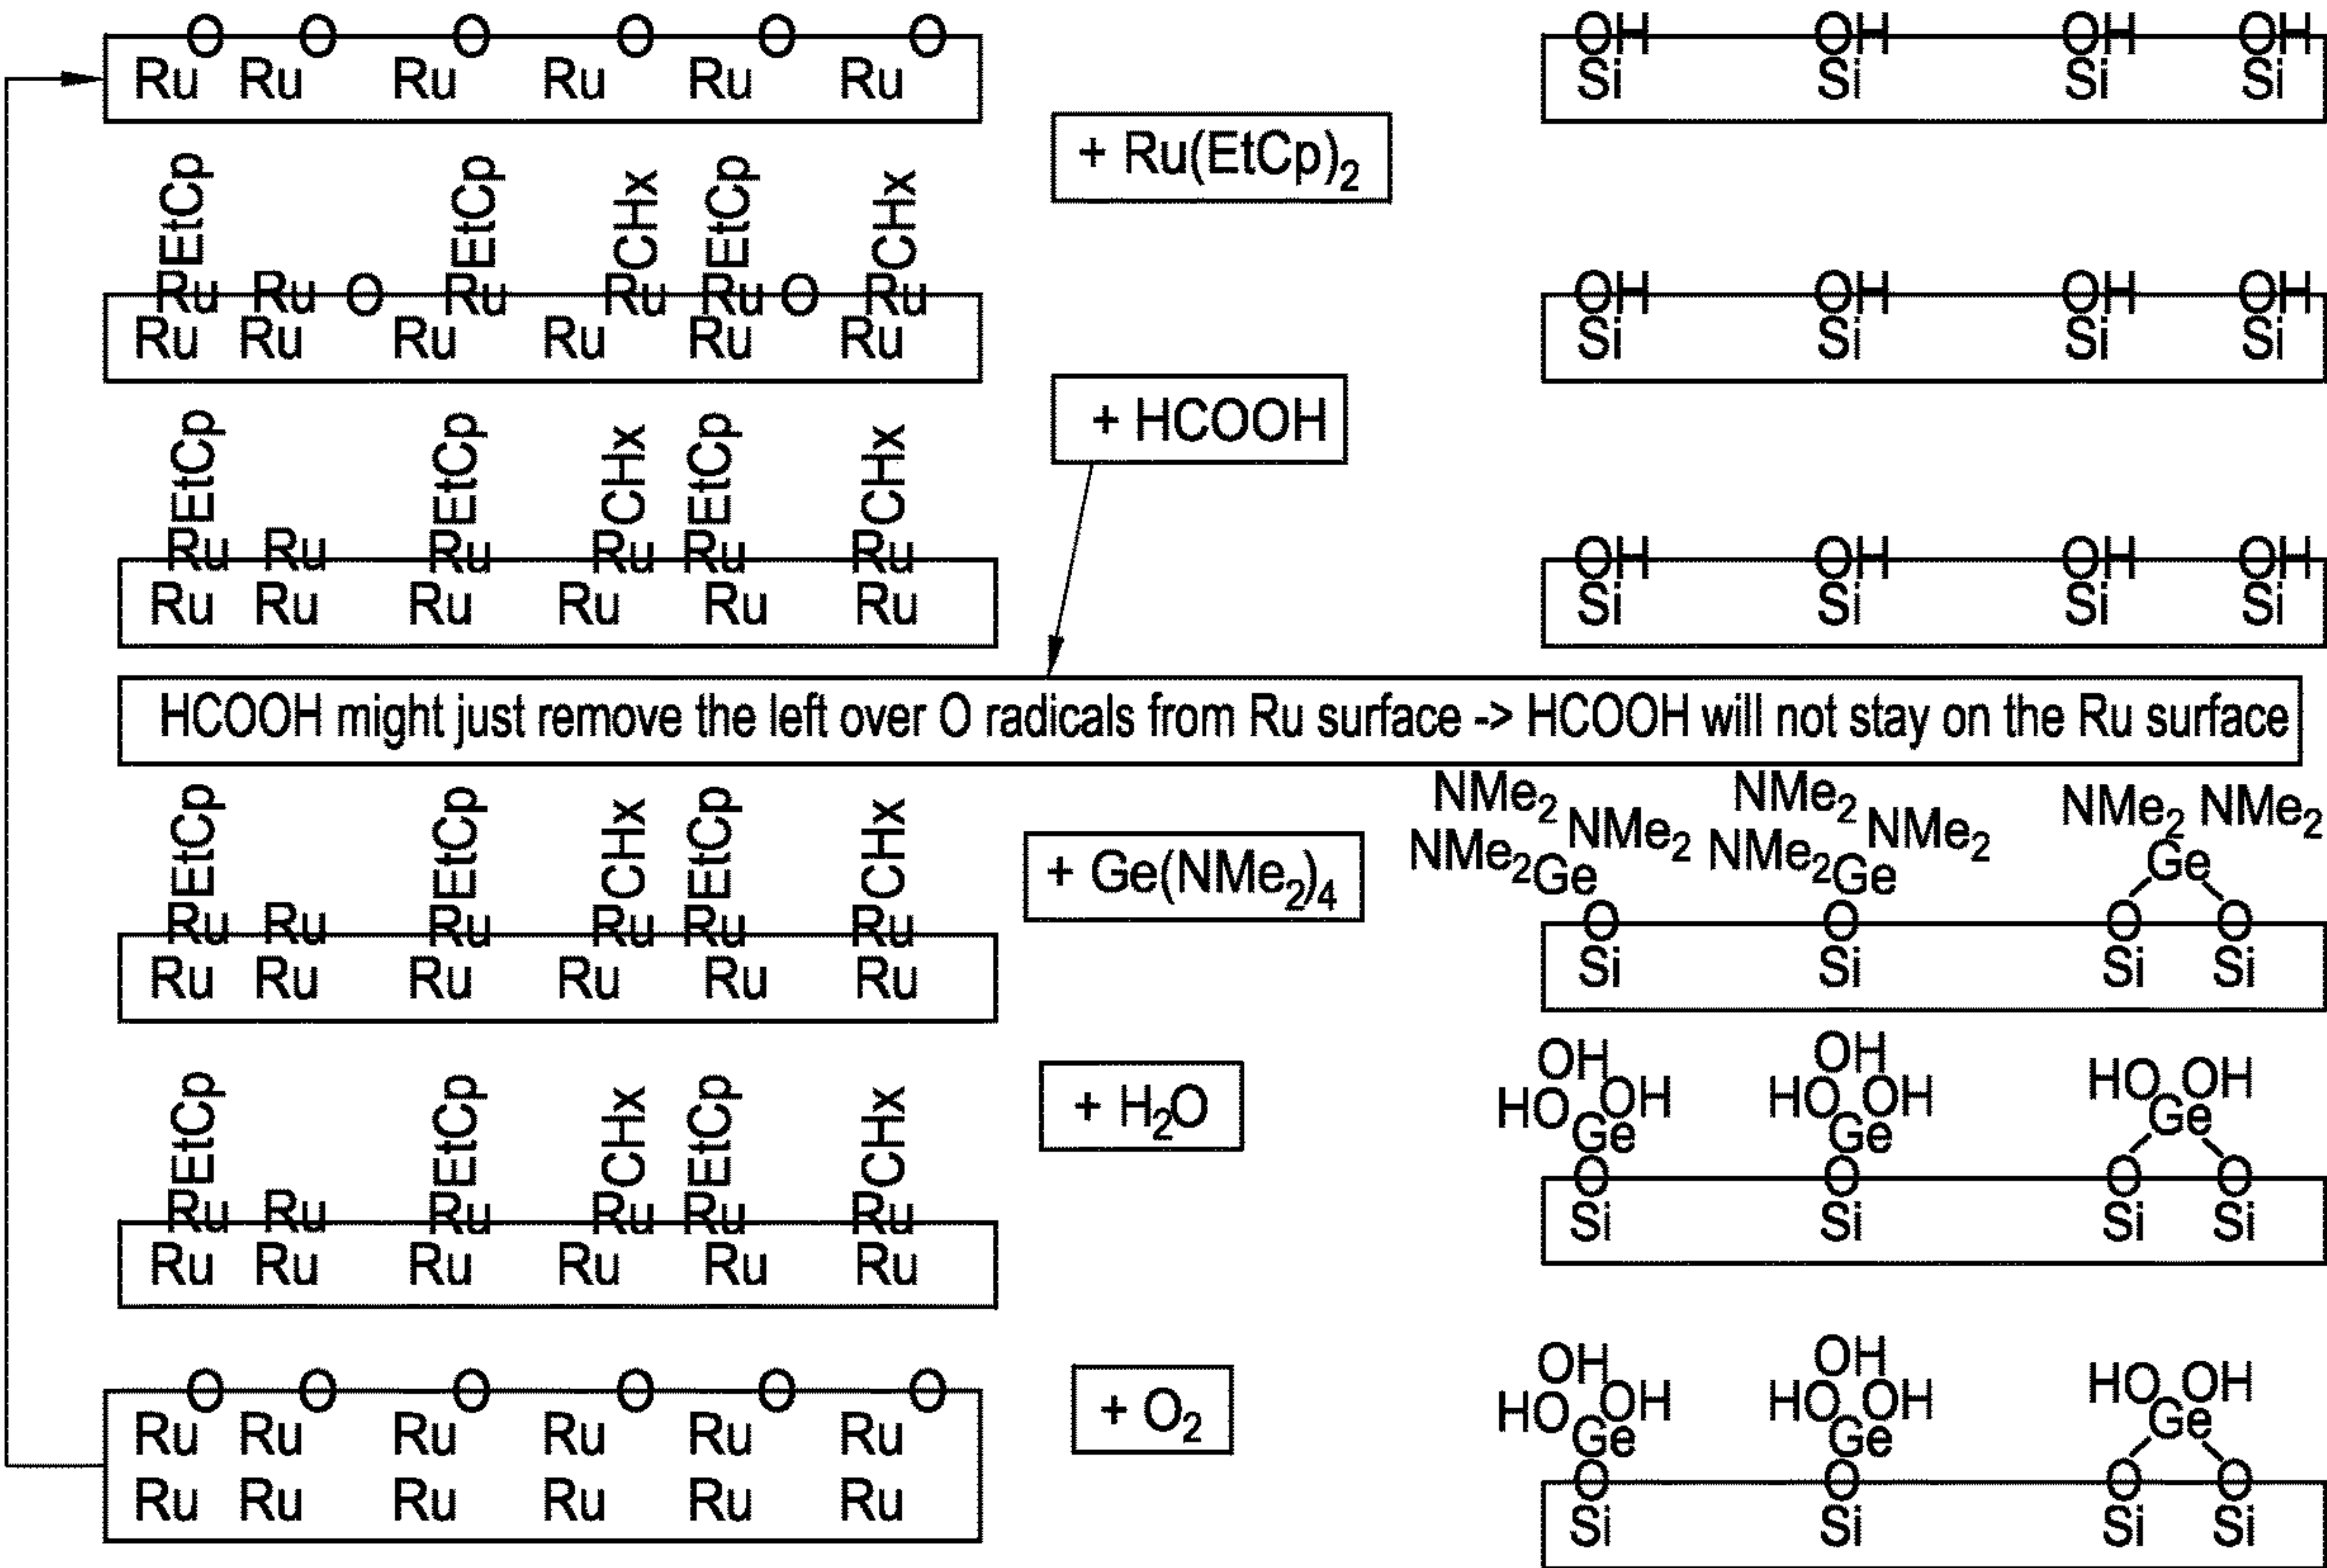 O O O O O O
Ru Ru Ru Ru Ru Ru
OH OH OH OH
Si Si Si Si
+ Ru(EtCp)2
EtCp EtCp CHx EtCp CHx
Ru Ru O Ru Ru Ru O Ru
Ru Ru Ru Ru Ru Ru
OH OH OH OH
Si Si Si Si
+ HCOOH
EtCp EtCp CHx EtCp CHx
Ru Ru Ru Ru Ru Ru
Ru Ru Ru Ru Ru Ru
OH OH OH OH
Si Si Si Si
HCOOH might just remove the left over O radicals from Ru surface -> HCOOH will not stay on the Ru surface
EtCp EtCp CHx EtCp CHx
Ru Ru Ru Ru Ru Ru
Ru Ru Ru Ru Ru Ru
+ Ge(NMe2)4
NMe2 NMe2 NMe2 NMe2
NMe2 NMe2 NMe2 NMe2
Ge Ge Ge
O O O O
Si Si Si Si
EtCp EtCp CHx EtCp CHx
Ru Ru Ru Ru Ru Ru
Ru Ru Ru Ru Ru Ru
+ H2O
OH OH
HO OH HO OH HO OH
Ge Ge Ge
O O O O
Si Si Si Si
O O O O O O
Ru Ru Ru Ru Ru Ru
Ru Ru Ru Ru Ru Ru
+ O2
OH OH
HO OH HO OH HO OH
Ge Ge Ge
O O O O
Si Si Si Si